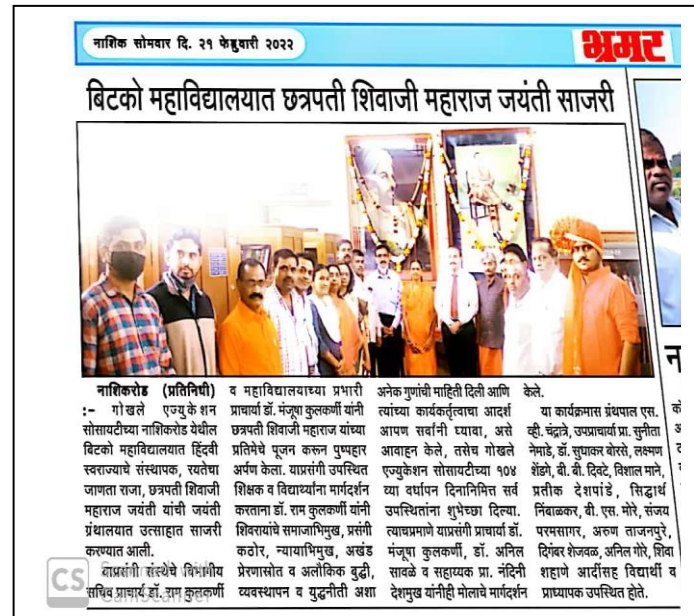 नाशिक सोमवार दि. २१ फेब्रुवारी २०२२
भ्रमर
बिटको महाविद्यालयात छत्रपती शिवाजी महाराज जयंती साजरी
नाशिकरोड (प्रतिनिधी)
:- गोखले एज्युकेशन
सोसायटीच्या नाशिकरोड येथील
बिटको महाविद्यालयात हिंदवी
स्वराज्याचे संस्थापक, रयतेचा
जाणता राजा, छत्रपती शिवाजी
महाराज जयंती यांची जयंती
ग्रंथालयात उत्साहात साजरी
करण्यात आली.
याप्रसंगी संस्थेचे विभागीय
सचिव प्राचार्य डॉ. राम कुलकर्णी
व महाविद्यालयाच्या प्रभारी
प्राचार्या डॉ. मंजूषा कुलकर्णी यांनी
छत्रपती शिवाजी महाराज यांच्या
प्रतिमेचे पूजन करून पुष्पहार
अर्पण केला. याप्रसंगी उपस्थित
शिक्षक व विद्यार्थ्यांना मार्गदर्शन
करताना डॉ. राम कुलकर्णी यांनी
शिवरायांचे समाजाभिमुख, प्रसंगी
कठोर, न्यायाभिमुख, अखंड
प्रेरणास्रोत व अलौकिक बुद्धी,
व्यवस्थापन व युद्धनीती अशा
अनेक गुणांची माहिती दिली आणि
त्यांच्या कार्यकर्तृत्वाचा आदर्श
आपण सर्वांनी घ्यावा, असे
आवाहन केले, तसेच गोखले
एज्युकेशन सोसायटीच्या १०४
व्या वर्धापन दिनानिमित्त सर्व
उपस्थितांना शुभेच्छा दिल्या.
त्याचप्रमाणे याप्रसंगी प्राचार्या डॉ.
मंजूषा कुलकर्णी, डॉ. अनिल
सावळे व सहाय्यक प्रा. नंदिनी
देशमुख यांनीही मोलाचे मार्गदर्शन
केले.
या कार्यक्रमास ग्रंथपाल एस.
व्ही. चंद्रात्रे, उपप्राचार्या प्रा. सुनीता
नेमाडे, डॉ. सुधाकर बोरसे, लक्ष्मण
शेंडगे, बी. बी. दिवटे, विशाल माने,
प्रतीक देशपांडे, सिद्धार्थ
निंबाळकर, बी. एस. मोरे, संजय
परमसागर, अरुण ताजनपुरे,
दिगंबर शेजवळ, अनिल गोरे, शिवा
शहाणे आदींसह विद्यार्थी व
प्राध्यापक उपस्थित होते.
CS